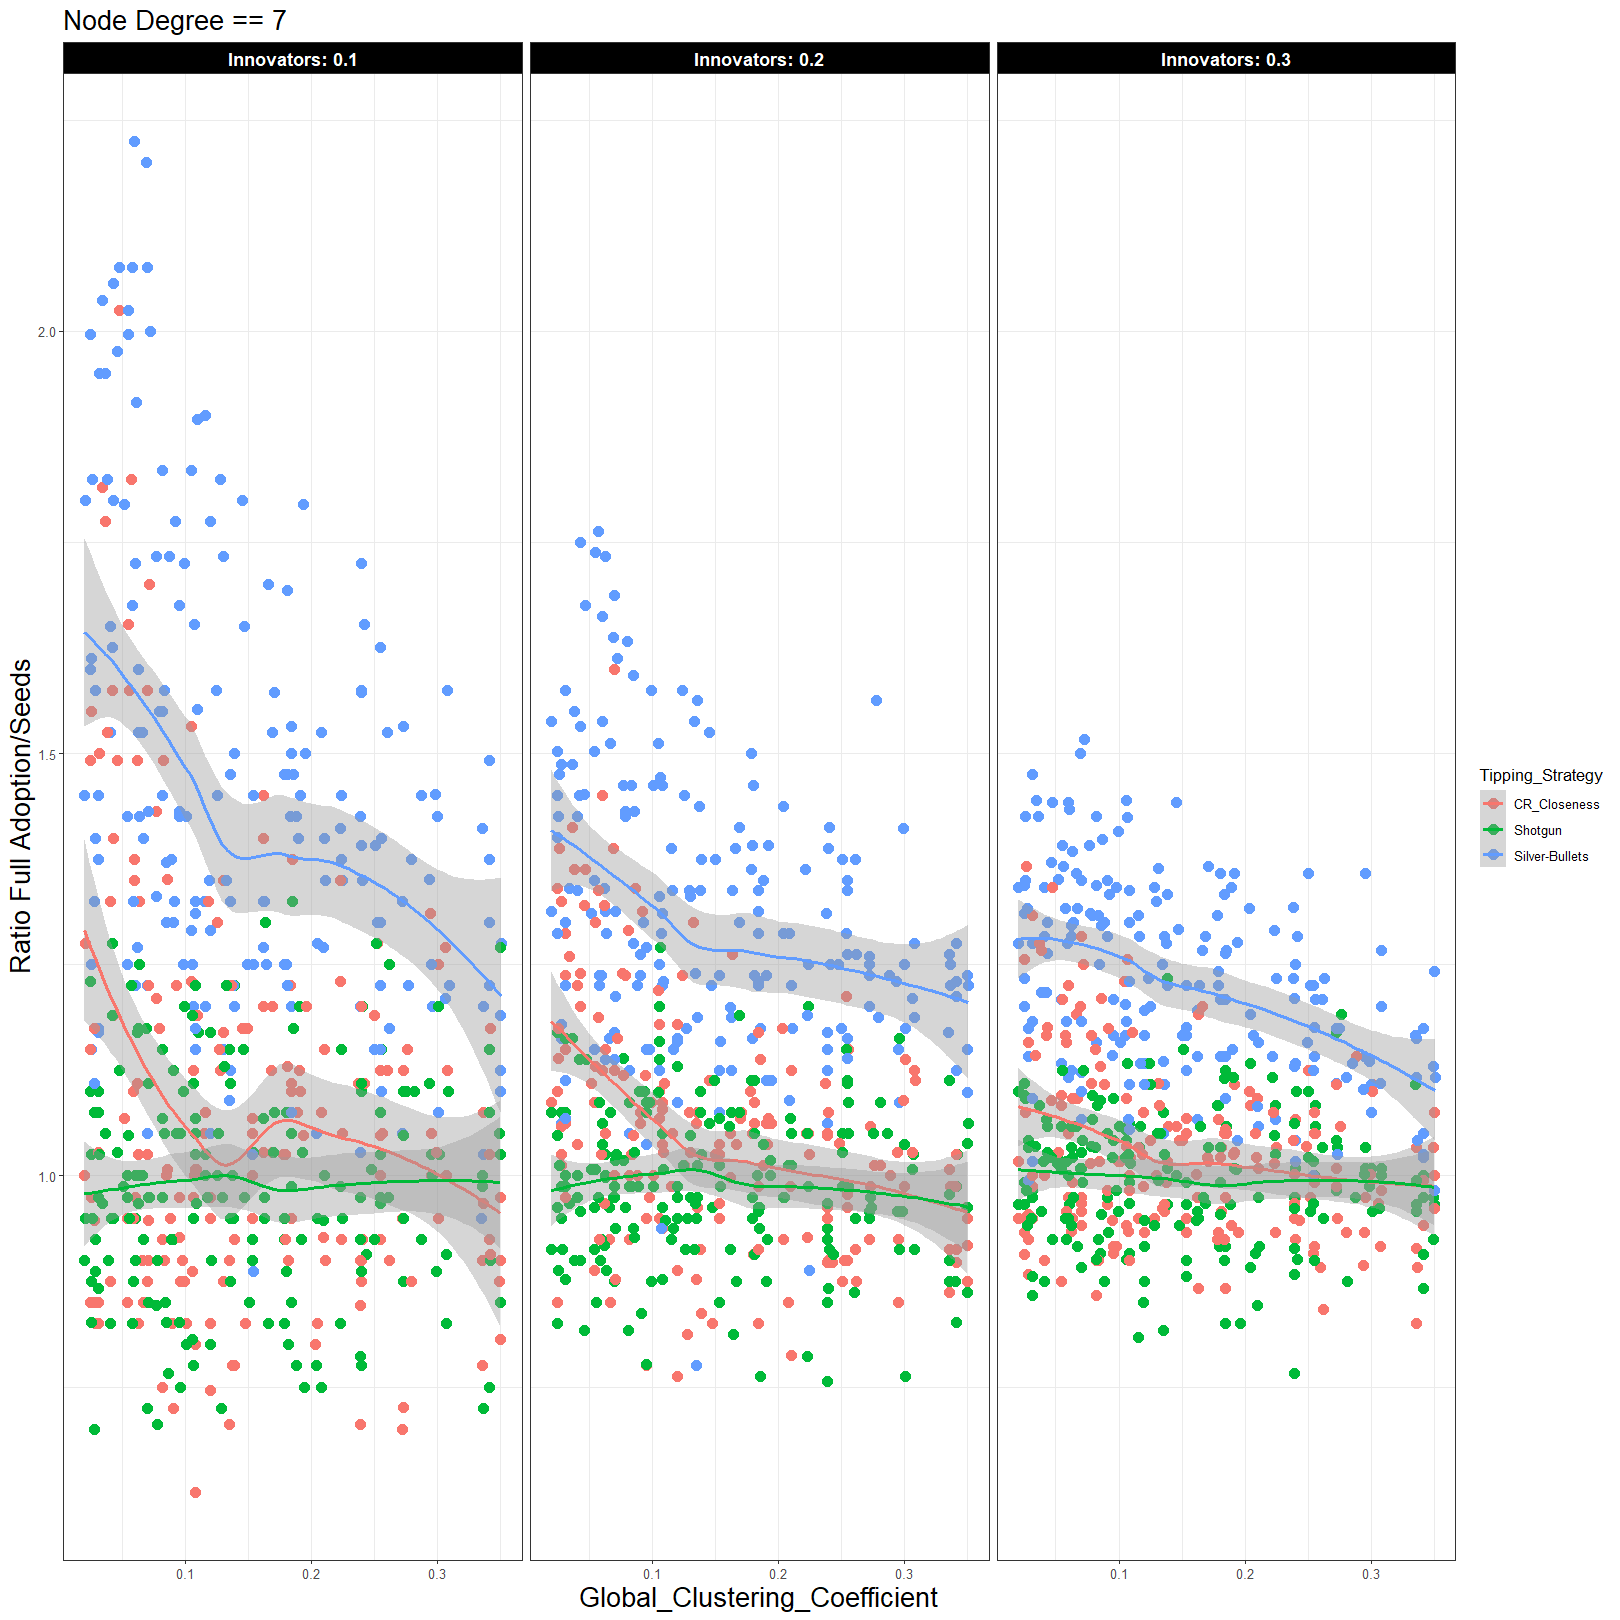 Node Degree == 7
Innovators: 0.1
Innovators: 0.2
Innovators: 0.3
Ratio Full Adoption/Seeds
2.0
1.5
1.0
0.1 0.2 0.3
0.1 0.2 0.3
0.1 0.2 0.3
Global_Clustering_Coefficient
Tipping_Strategy
CR_Closeness
Shotgun
Silver-Bullets